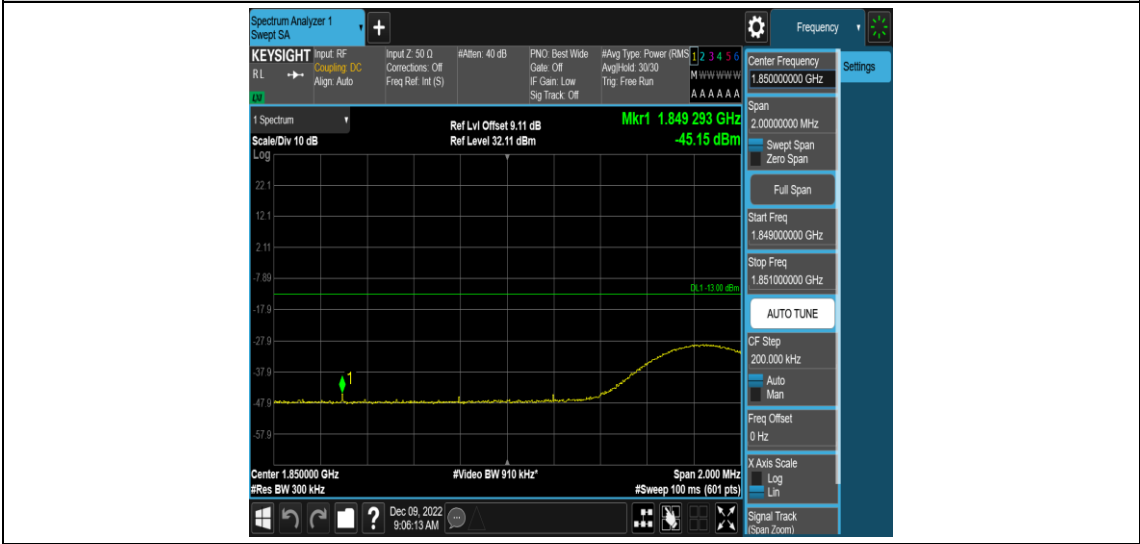 Spectrum Analyzer 1
Swept SA
+
Frequency
KEYSIGHT
RL
Input: RF
Coupling: DC
Align: Auto
Input Z: 50 Ω
Corrections: Off
Freq Ref: Int (S)
#Atten: 40 dB
PNO: Best Wide
Gate: Off
IF Gain: Low
Sig Track: Off
#Avg Type: Power (RMS
Avg|Hold: 30/30
Trig: Free Run
1 2 3 4 5 6
M W W W W W
A A A A A A
1 Spectrum
Scale/Div 10 dB
Log
Ref Lvl Offset 9.11 dB
Ref Level 32.11 dBm
Mkr1 1.849 293 GHz
-45.15 dBm
22.1
12.1
2.11
-7.89
DL1 -13.00 dBm
-17.9
-27.9
-37.9
1
-47.9
-57.9
Center 1.850000 GHz
#Res BW 300 kHz
#Video BW 910 kHz*
Span 2.000 MHz
#Sweep 100 ms (601 pts)
?
Dec 09, 2022
9:06:13 AM
Center Frequency
1.850000000 GHz
Settings
Span
2.00000000 MHz
Swept Span
Zero Span
Full Span
Start Freq
1.849000000 GHz
Stop Freq
1.851000000 GHz
AUTO TUNE
CF Step
200.000 kHz
Auto
Man
Freq Offset
0 Hz
X Axis Scale
Log
Lin
Signal Track
(Span Zoom)